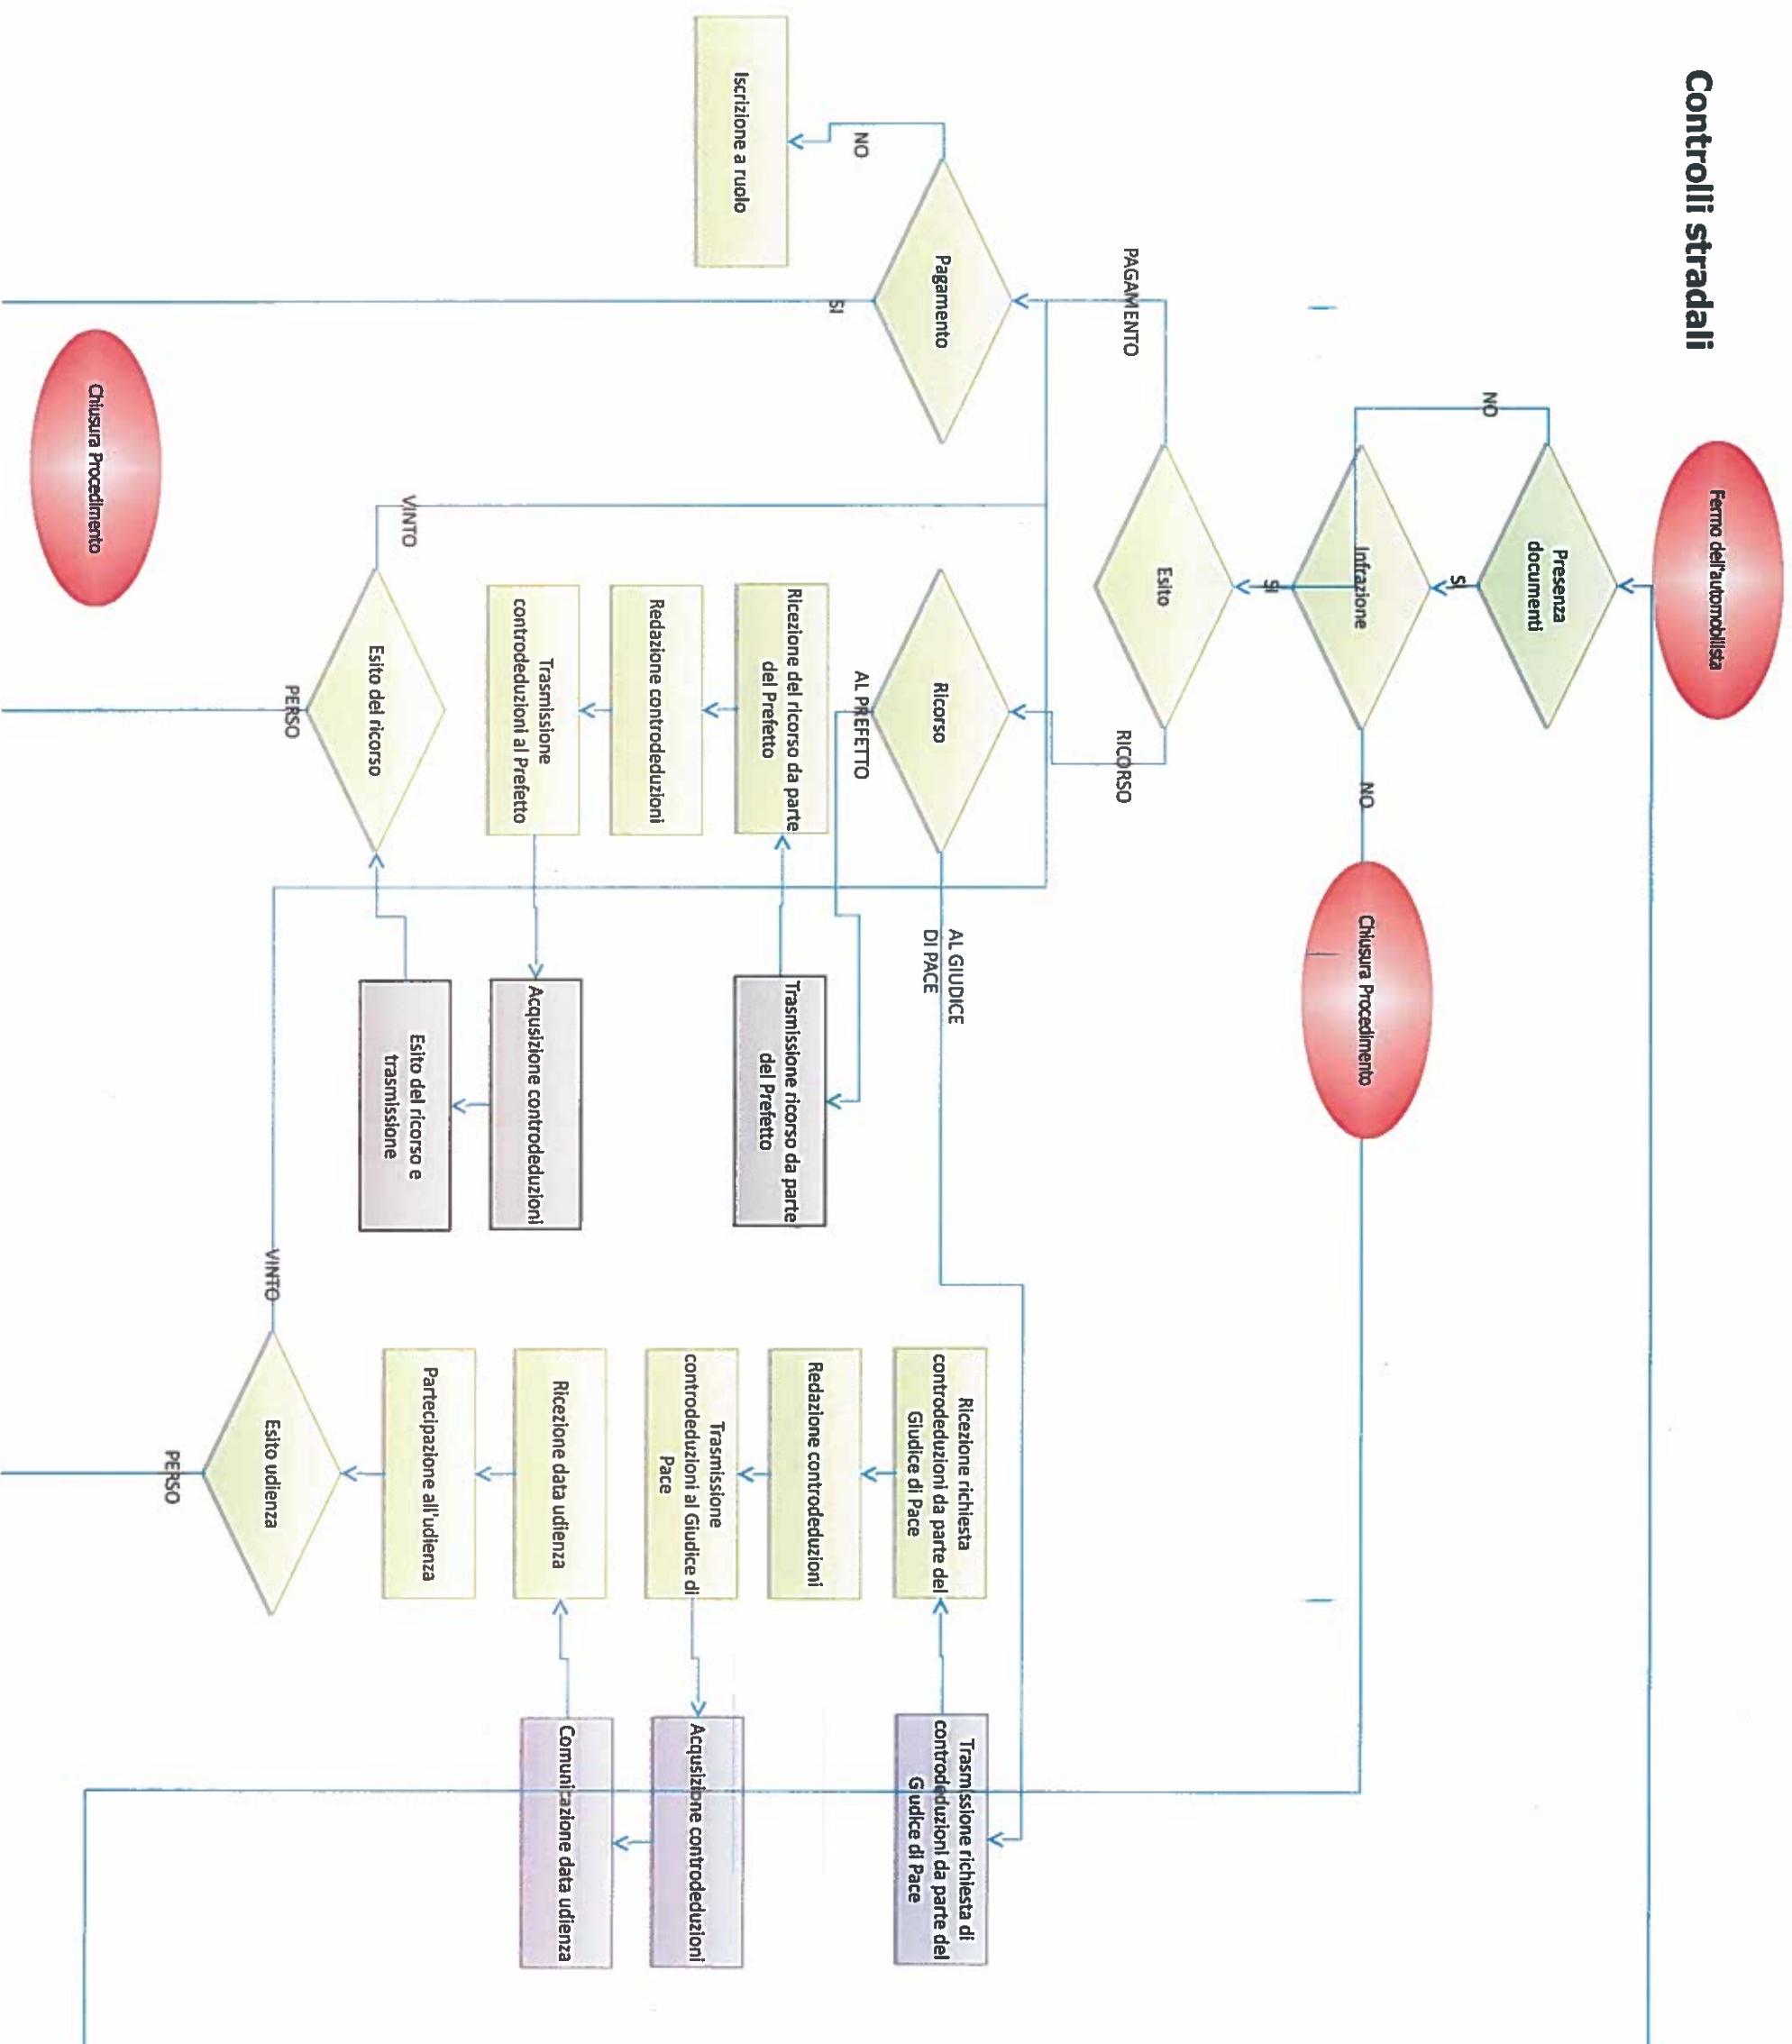 Controlli stradali
Fermo dell'automobilista
Presenza
documenti
NO
SI
Infrazione
NO
Chiusura Procedimento
SI
Esito
PAGAMENTO
RICORSO
Pagamento
NO
Iscrizione a ruolo
SI
Ricorso
AL PREFETTO
AL GIUDICE
DI PACE
Ricezione del ricorso da parte
del Prefetto
Trasmissione ricorso da parte
del Prefetto
Redazione controdeduzioni
Trasmissione
controdeduzioni al Prefetto
Acqusizione controdeduzioni
Esito del ricorso e
trasmissione
Esito del ricorso
VINTO
PERSO
Ricezione richiesta
controdeduzioni da parte del
Giudice di Pace
Trasmissione richiesta di
controdeduzioni da parte del
Giudice di Pace
Redazione controdeduzioni
Trasmissione
controdeduzioni al Giudice di
Pace
Acqusizione controdeduzioni
Ricezione data udienza
Comunicazione data udienza
Partecipazione all'udienza
Esito udienza
VINTO
PERSO
Chiusura Procedimento